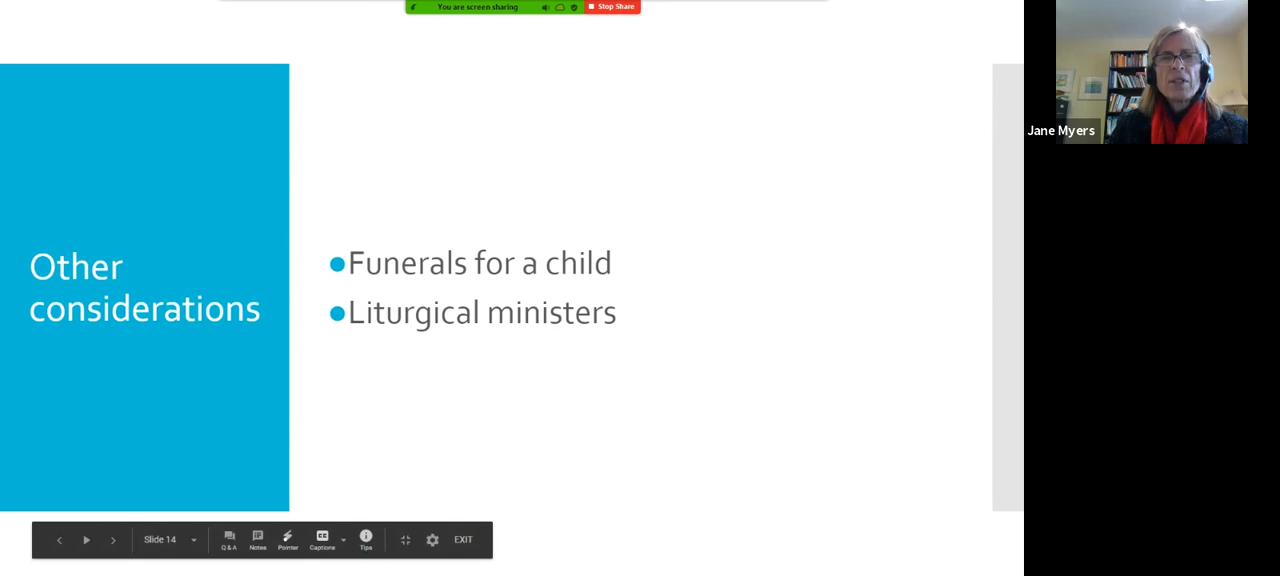 You are screen sharing
Stop Share
Jane Myers
Other
considerations
●Funerals for a child
●Liturgical ministers
Slide 14
Q & A
Notes
Pointer
CC
Captions
Tips
EXIT